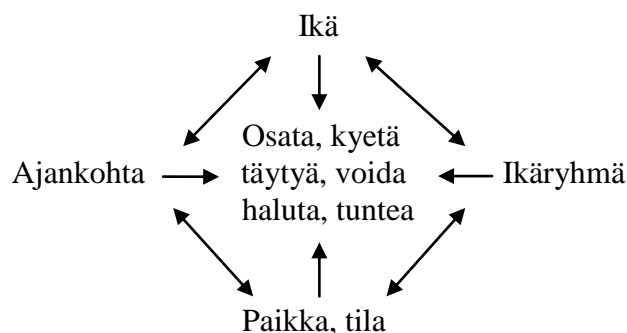 Ikä
Osata, kyetä
Ajankohta
täytyä, voida
Ikäryhmä
haluta, tuntea
Paikka, tila